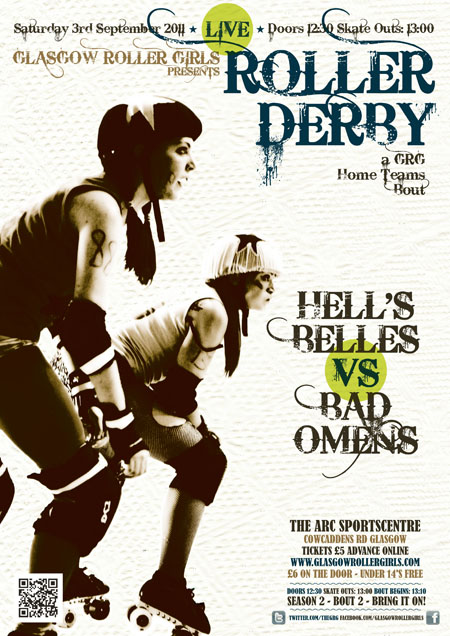 Saturday 3rd September 2011 ★ LiVE ★ Doors 12:30 Skate Outs: 13:00
GLASGOW ROLLER GIRLS
PRESENTS
ROLLER
DERBY
a GRG
Home Teams
Bout
HELL'S
BELLES
VS
BAD
OMENS
THE ARC SPORTSCENTRE
COWCADDENS RD GLASGOW
TICKETS £5 ADVANCE ONLINE
WWW.GLASGOWROLLERGIRLS.COM
£6 ON THE DOOR - UNDER 14'S FREE
DOORS 12:30 SKATE OUTS: 13:00 BOUT BEGINS: 13:10
SEASON 2 - BOUT 2 - BRING IT ON!
TWITTER.COM/THEGRG FACEBOOK.COM/GLASGOWROLLERGIRLS